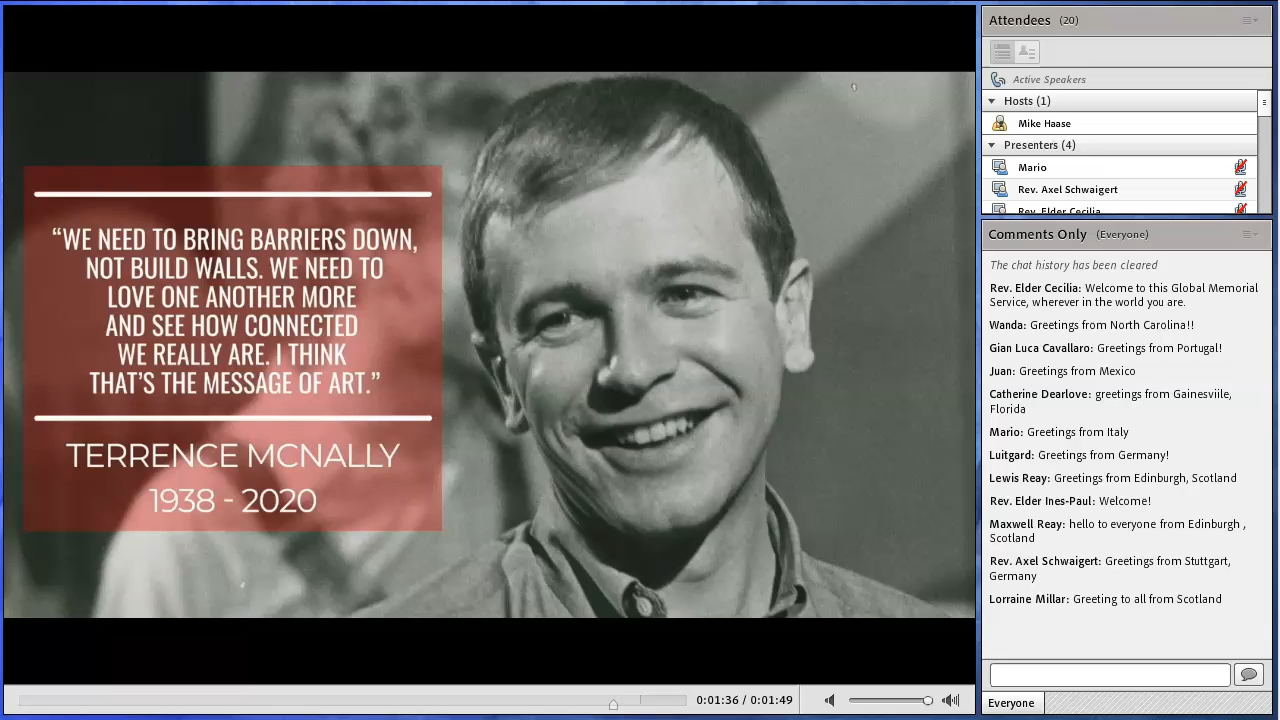 “WE NEED TO BRING BARRIERS DOWN,
NOT BUILD WALLS. WE NEED TO
LOVE ONE ANOTHER MORE
AND SEE HOW CONNECTED
WE REALLY ARE. I THINK
THAT’S THE MESSAGE OF ART.”
TERRENCE MCNALLY
1938 - 2020
0:01:36 / 0:01:49
Attendees (20)
Active Speakers
Hosts (1)
Mike Haase
Presenters (4)
Mario
Rev. Axel Schwaigert
Rev. Elder Cecilia
Comments Only (Everyone)
The chat history has been cleared
Rev. Elder Cecilia: Welcome to this Global Memorial
Service, wherever in the world you are.
Wanda: Greetings from North Carolina!!
Gian Luca Cavallaro: Greetings from Portugal!
Juan: Greetings from Mexico
Catherine Dearlove: greetings from Gainesville,
Florida
Mario: Greetings from Italy
Luitgard: Greetings from Germany!
Lewis Reay: Greetings from Edinburgh, Scotland
Rev. Elder Ines-Paul: Welcome!
Maxwell Reay: hello to everyone from Edinburgh ,
Scotland
Rev. Axel Schwaigert: Greetings from Stuttgart,
Germany
Lorraine Millar: Greeting to all from Scotland
Everyone